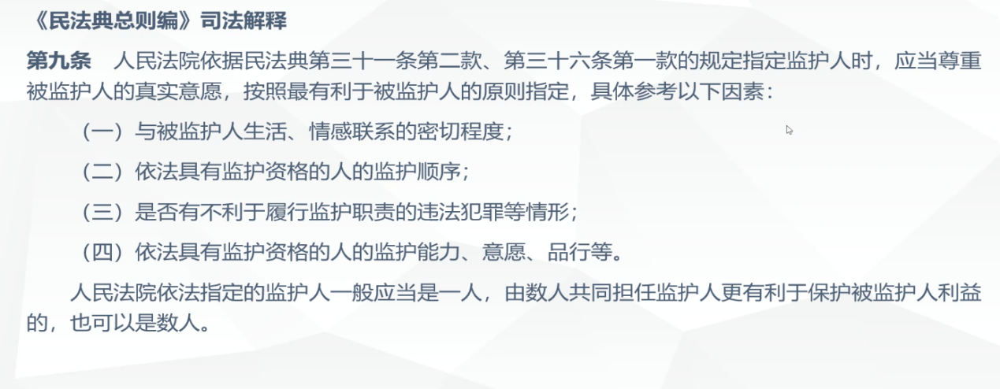 《民法典总则编》司法解释
第九条 人民法院依据民法典第三十一条第二款、第三十六条第一款的规定指定监护人时，应当尊重
被监护人的真实意愿，按照最有利于被监护人的原则指定，具体参考以下因素：
（一）与被监护人生活、情感联系的密切程度；
（二）依法具有监护资格的人的监护顺序；
（三）是否有不利于履行监护职责的违法犯罪等情形；
（四）依法具有监护资格的人的监护能力、意愿、品行等。
人民法院依法指定的监护人一般应当是一人，由数人共同担任监护人更有利于保护被监护人利益
的，也可以是数人。